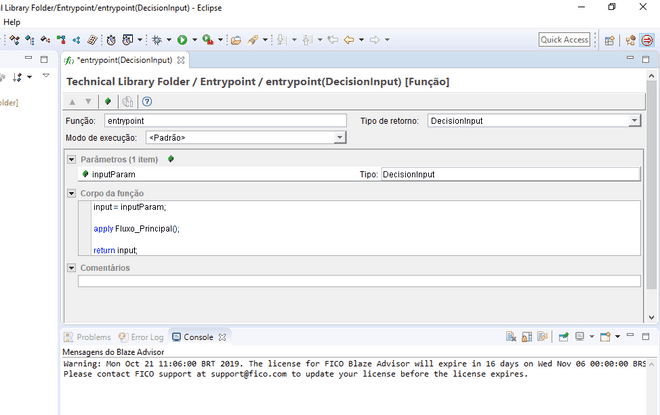 l Library Folder/Entrypoint/entrypoint(DecisionInput) - Eclipse
Help
Quick Access
*entrypoint(DecisionInput)
Technical Library Folder / Entrypoint / entrypoint(DecisionInput) [Função]
older]
Função: entrypoint Tipo de retorno: DecisionInput
Modo de execução: <Padrão>
Parâmetros (1 item)
inputParam Tipo: DecisionInput
Corpo da função
input = inputParam;
apply Fluxo_Principal();
return input;
Comentários
Problems Error Log Console
Mensagens do Blaze Advisor
Warning: Mon Oct 21 11:06:00 BRT 2019. The license for FICO Blaze Advisor will expire in 16 days on Wed Nov 06 00:00:00 BRS
Please contact FICO support at support@fico.com to update your license before the license expires.